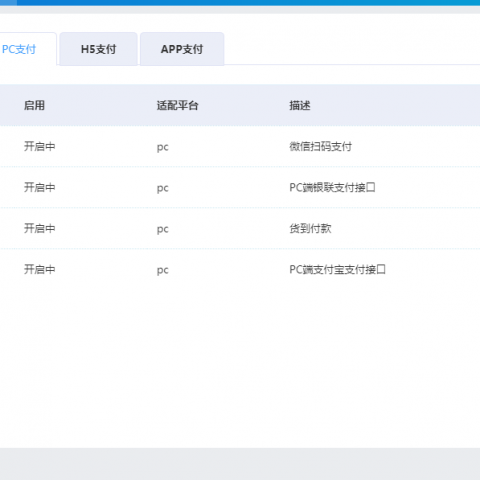 PC支付 H5支付 APP支付
启用 适配平台 描述
开启中 pc 微信扫码支付
开启中 pc PC端银联支付接口
开启中 pc 货到付款
开启中 pc PC端支付宝支付接口